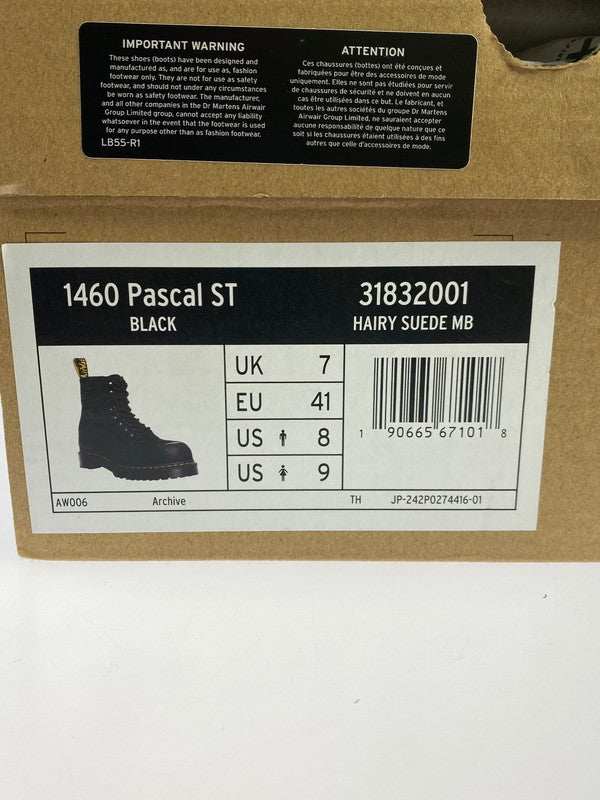 IMPORTANT WARNING
These shoes (boots) have been designed and
manufactured as, and are for use as, fashion
footwear only. They are not for use as safety
footwear, and should not under any circumstances
be worn as safety footwear. The manufacturer,
and all other companies in the Dr Martens Airwair
Group Limited group, cannot accept any liability
whatsoever in the event that the footwear is used
for any purpose other than as fashion footwear.
LB55-R1
ATTENTION
Ces chaussures (bottes) ont été conçues et
fabriquées pour être des accessoires de mode
uniquement. Elles ne sont pas étudiées pour servir
de chaussures de sécurité et ne doivent en aucun
cas être utilisées dans ce but. Le fabricant, et
toutes les autres sociétés du groupe Dr Martens
Airwair Group Limited, ne sauraient accepter
aucune responsabilité de quelque nature que ce
soit si les chaussures étaient utilisées à des fins
autres que celle d'accessoires de mode.
1460 Pascal ST
BLACK
31832001
HAIRY SUEDE MB
UK 7
EU 41
US 8
US 9
1 90665 67101 8
AW006 Archive TH JP-242P0274416-01